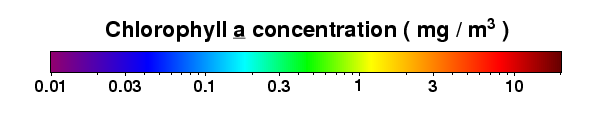 Chlorophyll a concentration ( mg / m³ )
0.01 0.03 0.1 0.3 1 3 10